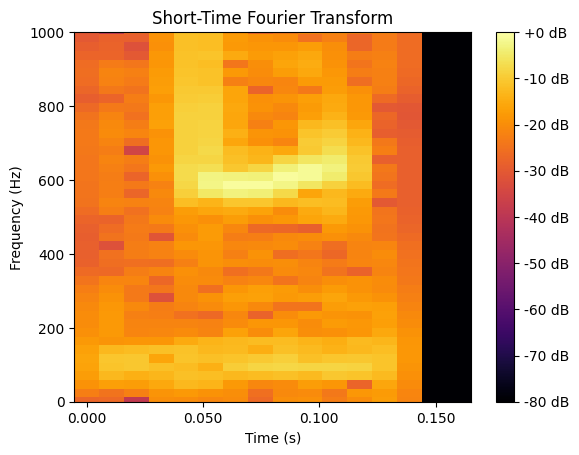 Short-Time Fourier Transform
1000
800
600
400
200
0
Frequency (Hz)
0.000
0.050
0.100
0.150
Time (s)
+0 dB
-10 dB
-20 dB
-30 dB
-40 dB
-50 dB
-60 dB
-70 dB
-80 dB